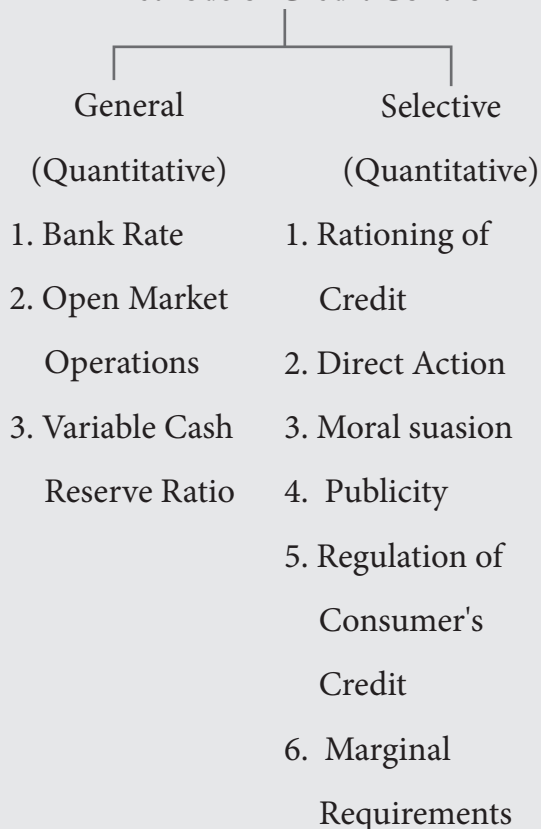 General
(Quantitative)
1. Bank Rate
2. Open Market
Operations
3. Variable Cash
Reserve Ratio
Selective
(Quantitative)
1. Rationing of
Credit
2. Direct Action
3. Moral suasion
4. Publicity
5. Regulation of
Consumer's
Credit
6. Marginal
Requirements